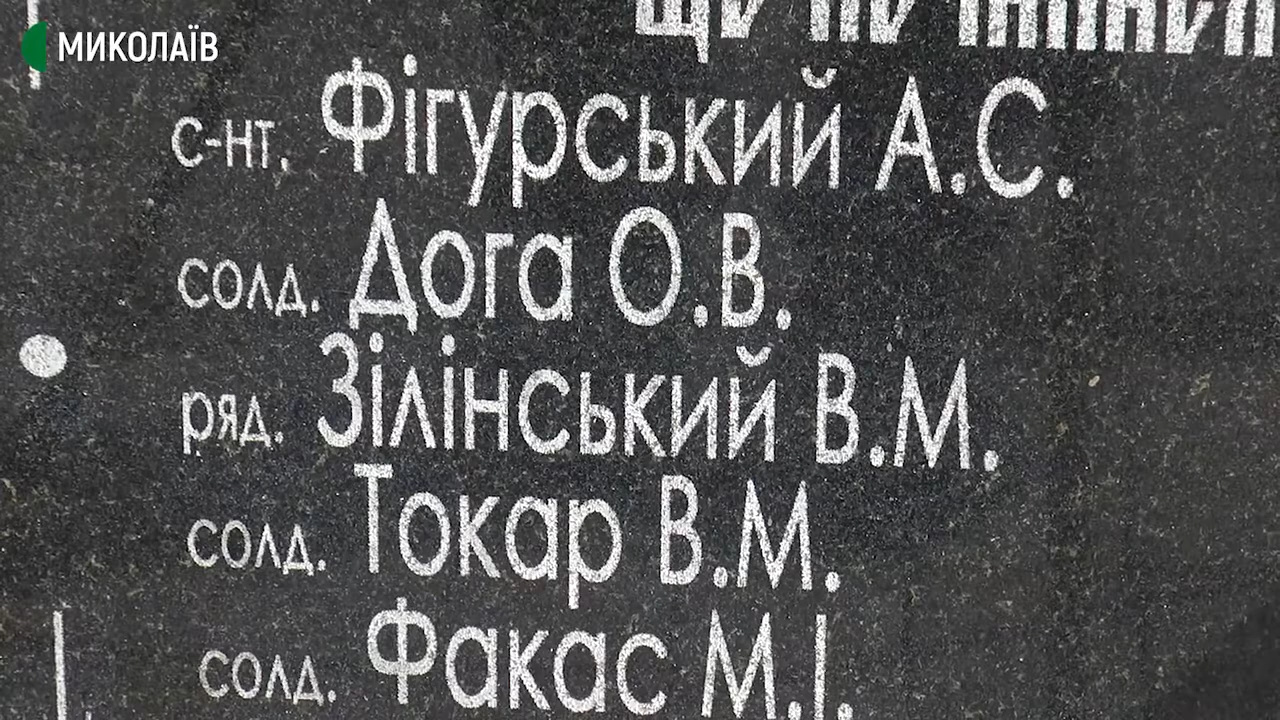 МИКОЛАЇВ
с-нт. Фігурський А.С.
солд. Дога О.В.
ряд. Зілінський В.М.
солд. Токар В.М.
солд. Факас М.І.